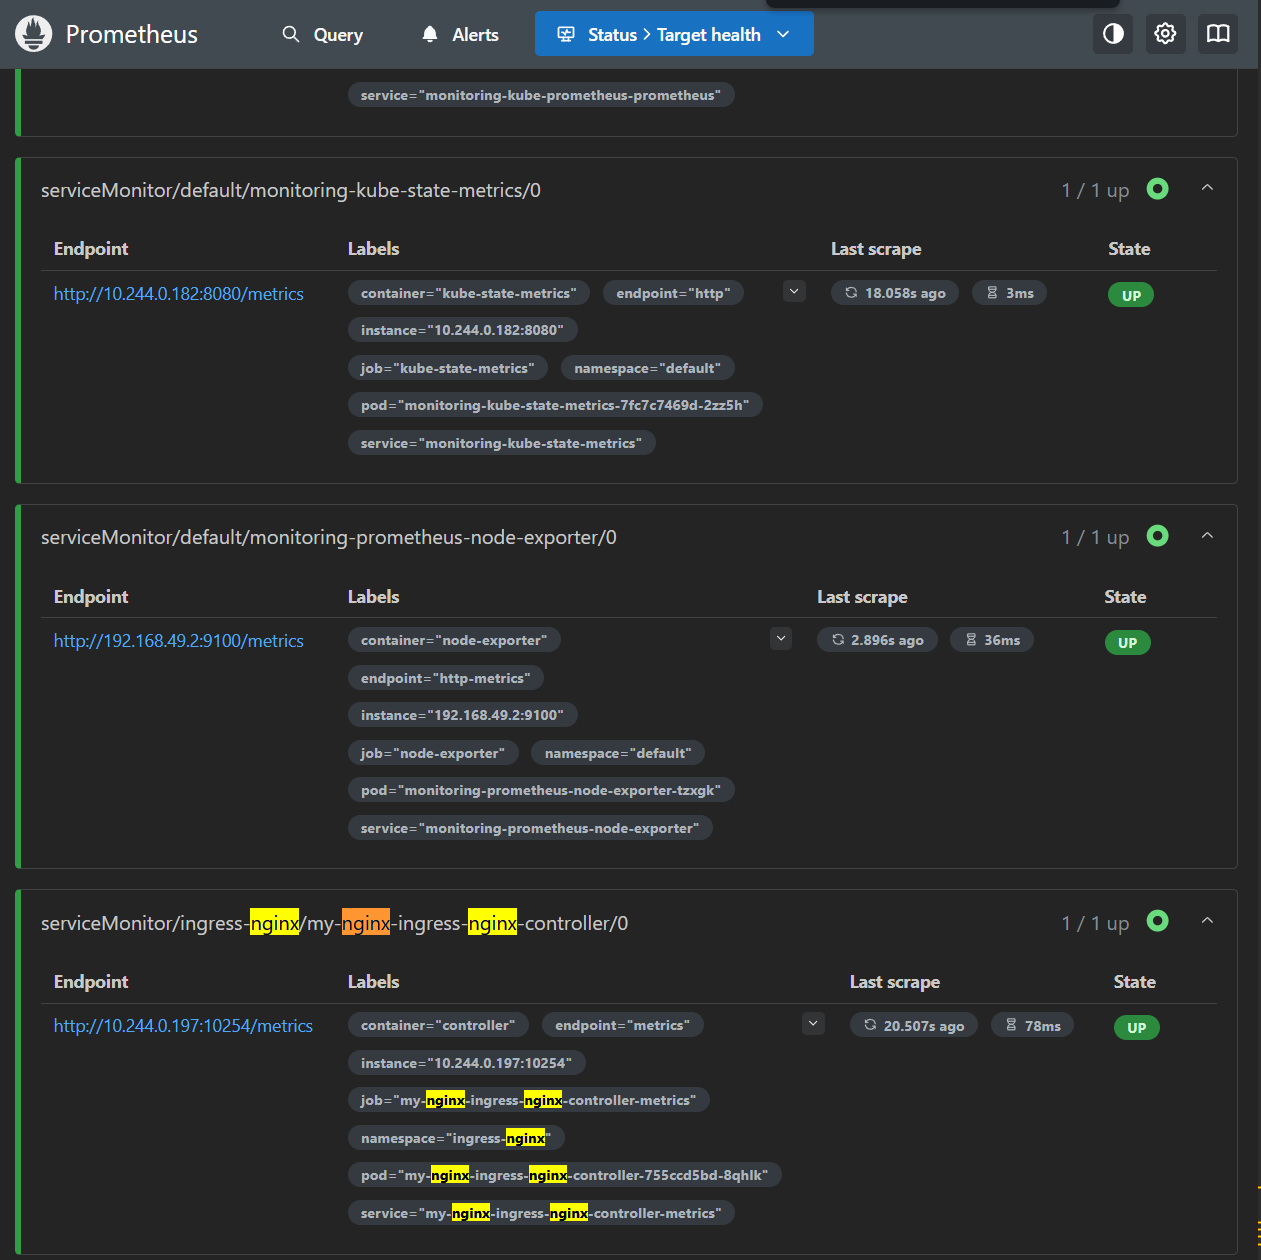 Prometheus Query Alerts Status > Target health
service="monitoring-kube-prometheus-prometheus"
serviceMonitor/default/monitoring-kube-state-metrics/0 1 / 1 up
Endpoint Labels Last scrape State
http://10.244.0.182:8080/metrics container="kube-state-metrics" endpoint="http" 18.058s ago 3ms UP
instance="10.244.0.182:8080"
job="kube-state-metrics" namespace="default"
pod="monitoring-kube-state-metrics-7fc7c7469d-2zz5h"
service="monitoring-kube-state-metrics"
serviceMonitor/default/monitoring-prometheus-node-exporter/0 1 / 1 up
Endpoint Labels Last scrape State
http://192.168.49.2:9100/metrics container="node-exporter" 2.896s ago 36ms UP
endpoint="http-metrics"
instance="192.168.49.2:9100"
job="node-exporter" namespace="default"
pod="monitoring-prometheus-node-exporter-tzxgk"
service="monitoring-prometheus-node-exporter"
serviceMonitor/ingress-nginx/my-nginx-ingress-nginx-controller/0 1 / 1 up
Endpoint Labels Last scrape State
http://10.244.0.197:10254/metrics container="controller" endpoint="metrics" 20.507s ago 78ms UP
instance="10.244.0.197:10254"
job="my-nginx-ingress-nginx-controller-metrics"
namespace="ingress-nginx"
pod="my-nginx-ingress-nginx-controller-755ccd5bd-8qhlk"
service="my-nginx-ingress-nginx-controller-metrics"